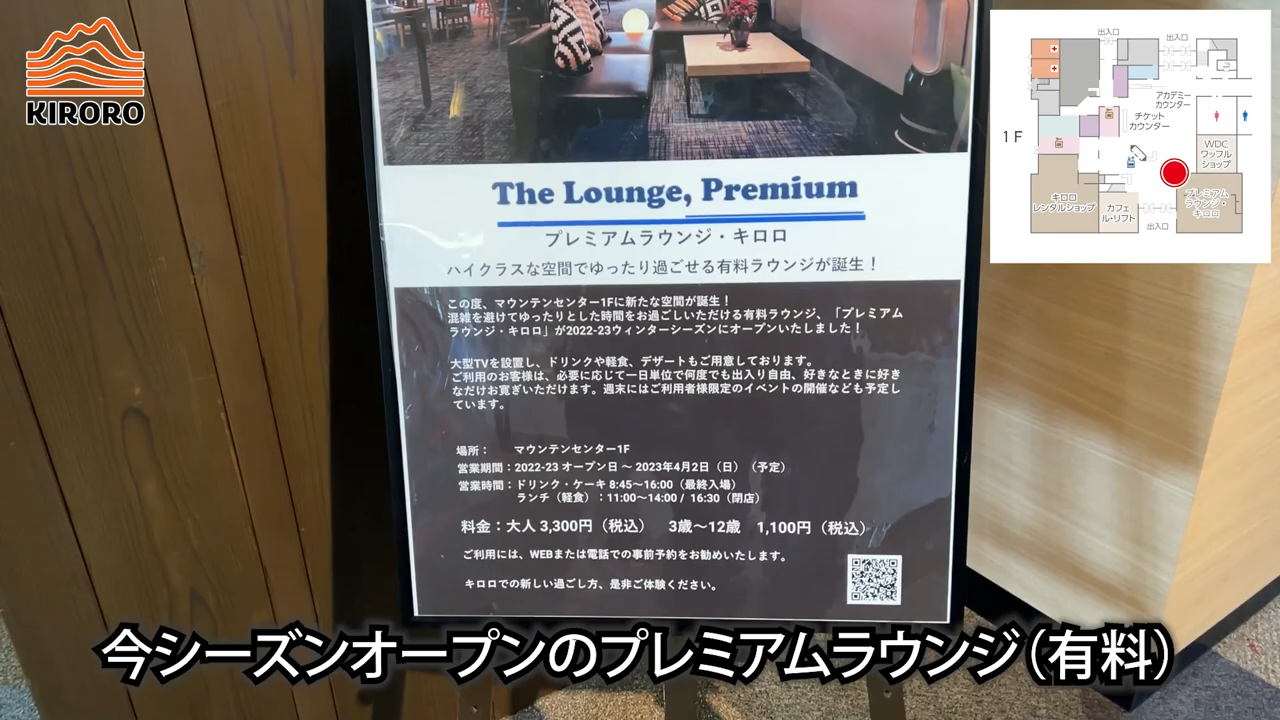 KIRORO
The Lounge, Premium
プレミアムラウンジ・キロロ
ハイクラスな空間でゆったり過ごせる有料ラウンジが誕生！
この度、マウンテンセンター1Fに新たな空間が誕生！
混雑を避けてゆったりとした時間をお過ごしいただける有料ラウンジ、「プレミアム
ラウンジ・キロロ」が2022-23ウィンターシーズンにオープンいたしました！
大型TVを設置し、ドリンクや軽食、デザートもご用意しております。
ご利用のお客様は、必要に応じて一日単位で何度でも出入り自由、好きなときに好き
なだけお寛ぎいただけます。週末にはご利用者様限定のイベントの開催なども予定し
ています。
場所： マウンテンセンター1F
営業期間：2022-23 オープン日 ～ 2023年4月2日（日）（予定）
営業時間：ドリンク・ケーキ 8:45～16:00（最終入場）
ランチ（軽食）：11:00～14:00 / 16:30（閉店）
料金：大人 3,300円（税込） 3歳～12歳 1,100円（税込）
ご利用には、WEBまたは電話での事前予約をお勧めいたします。
キロロでの新しい過ごし方、是非ご体験ください。
出入口
出入口
アカデミー
カウンター
チケット
カウンター
1F
WDC
ワッフル
ショップ
キロロ
レンタルショップ
カフェ
ル・リフト
プレミアム
ラウンジ・
キロロ
出入口
今シーズンオープンのプレミアムラウンジ（有料）